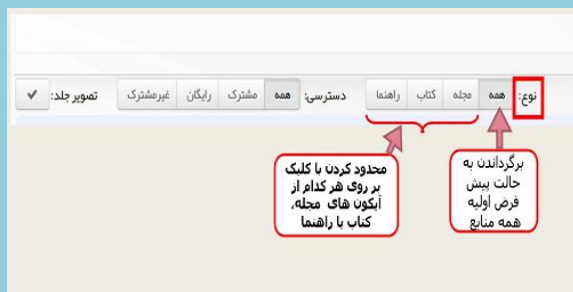 نوع: همه مجله کتاب راهنما دسترسی: همه مشترک رایگان غیرمشترک تصویر جلد:
برگرداندن به
حالت پیش
فرض اولیه
همه منابع
محدود کردن با کلیک
بر روی هر کدام از
آیکون های مجله،
کتاب یا راهنما